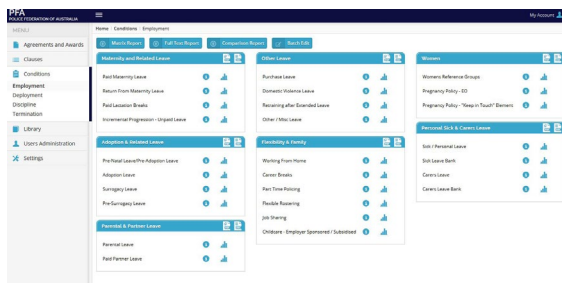 PFA
POLICE FEDERATION OF AUSTRALIA
My Account
MENU
Agreements and Awards
Clauses
Conditions
Employment
Deployment
Discipline
Termination
Library
Users Administration
Settings
Home Conditions Employment
Matrix Report
Full Text Report
Comparison Report
Batch Edit
Maternity and Related Leave
Paid Maternity Leave
Return From Maternity Leave
Paid Lactation Breaks
Incremental Progression - Unpaid Leave
Adoption & Related Leave
Pre-Natal Leave/Pre-Adoption Leave
Adoption Leave
Surrogacy Leave
Pre-Surrogacy Leave
Parental & Partner Leave
Parental Leave
Paid Partner Leave
Other Leave
Purchase Leave
Domestic Violence Leave
Retraining after Extended Leave
Other / Misc Leave
Flexibility & Family
Working From Home
Career Breaks
Part Time Policing
Flexible Rostering
Job Sharing
Childcare - Employer Sponsored / Subsidised
Women
Womens Reference Groups
Pregnancy Policy - EO
Pregnancy Policy - "Keep in Touch" Element
Personal Sick & Carers Leave
Sick / Personal Leave
Sick Leave Bank
Carers Leave
Carers Leave Bank